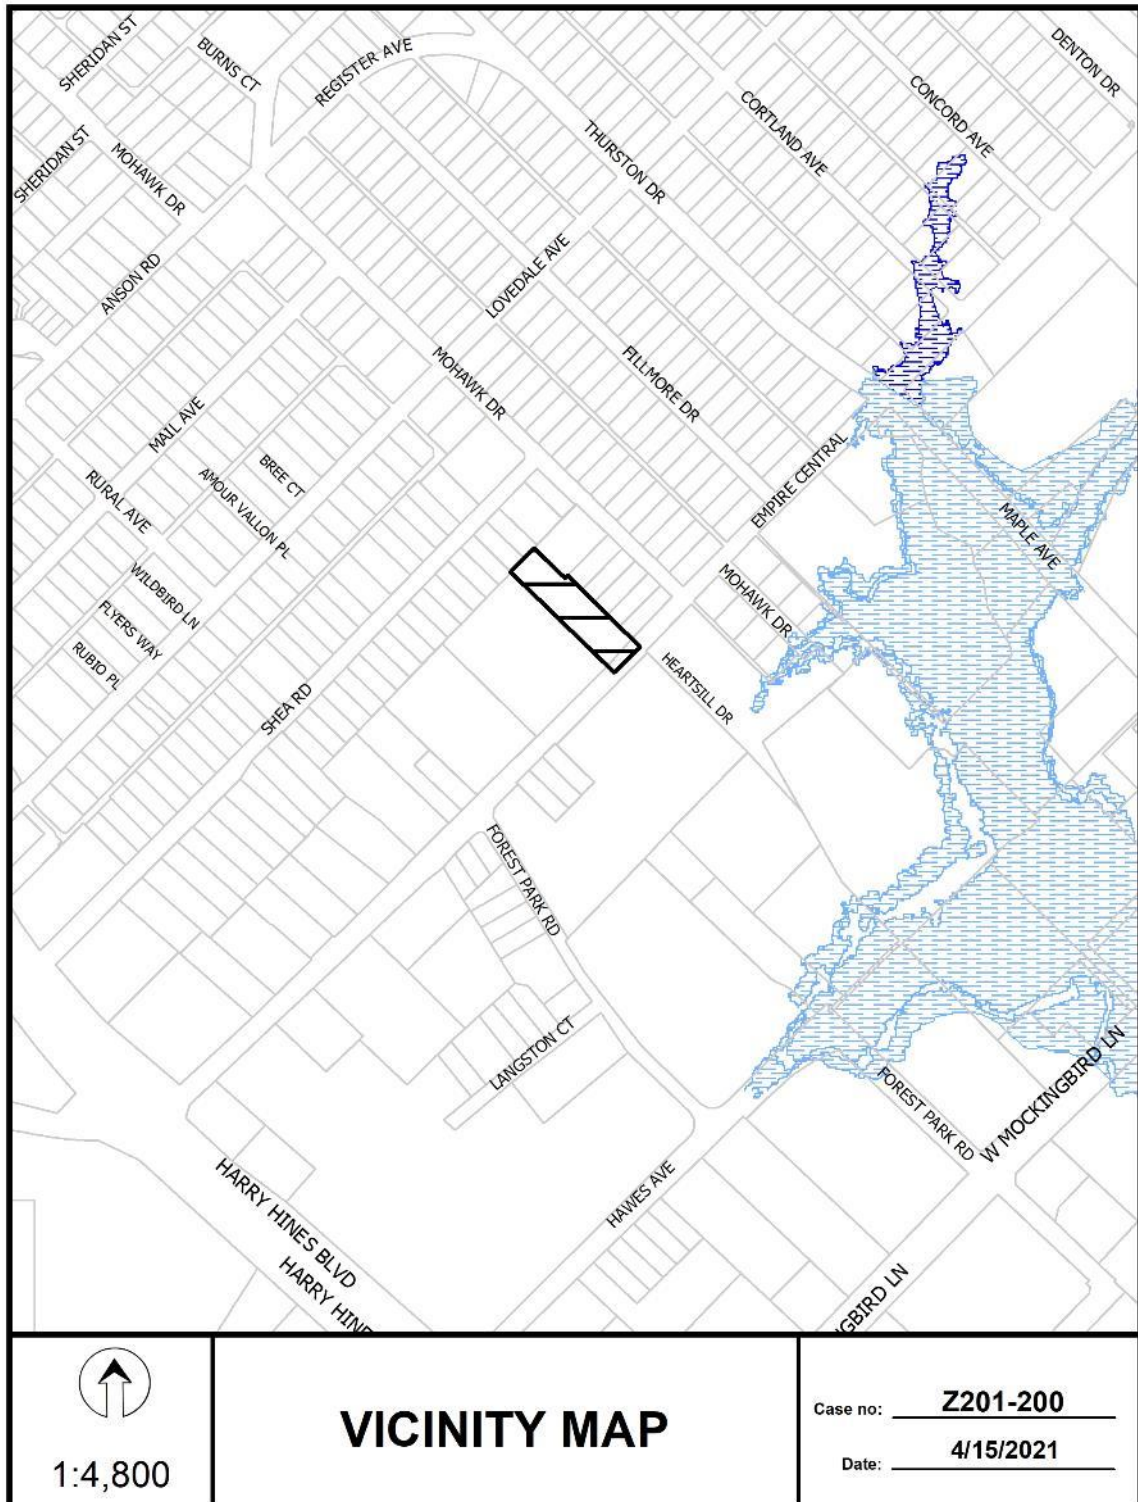 SHERIDAN ST
BURNS CT
REGISTER AVE
DENTON DR
CONCORD AVE
CORTLAND AVE
THURSTON DR
SHERIDAN ST
MOHAWK DR
ANSON RD
LOVEDALE AVE
MOHAWK DR
FILLMORE DR
MAIL AVE
BREE CT
EMPIRE CENTRAL
RURAL AVE
AMOUR VALLON PL
MAPLE AVE
WILDBIRD LN
MOHAWK DR
FLYERS WAY
RUBIO PL
SHEA RD
HEARTSILL DR
FOREST PARK RD
LANGSTON CT
FOREST PARK RD
W MOCKINGBIRD LN
HAWES AVE
HARRY HINES BLVD
HARRY HINE
NGBIRD LN
1:4,800
VICINITY MAP
Case no: Z201-200
Date: 4/15/2021